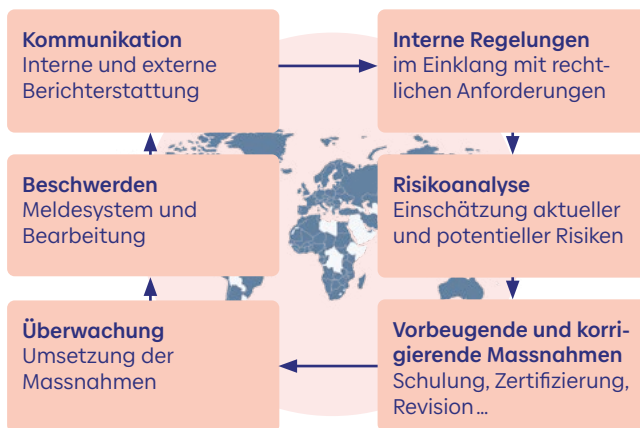 Kommunikation
Interne und externe
Berichterstattung
Interne Regelungen
im Einklang mit recht-
lichen Anforderungen
Beschwerden
Meldesystem und
Bearbeitung
Risikoanalyse
Einschätzung aktueller
und potentieller Risiken
Überwachung
Umsetzung der
Massnahmen
Vorbeugende und korri-
gierende Massnahmen
Schulung, Zertifizierung,
Revision ...